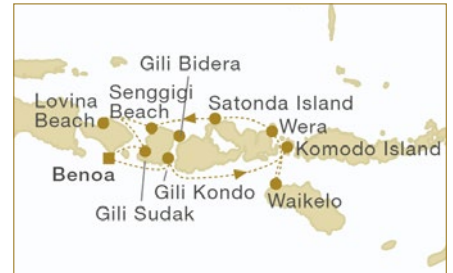 Gili Bidera
Senggigi
Beach
Lovina
Beach
Satonda Island
Wera
Komodo Island
Benoa
Gili Kondo
Gili Sudak
Waikelo